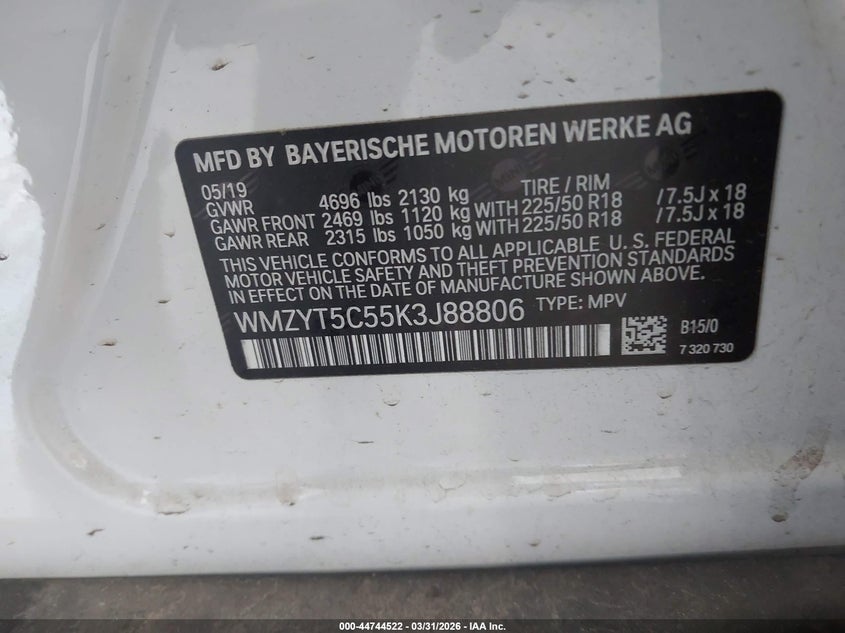 MFD BY BAYERISCHE MOTOREN WERKE AG
05/19 TIRE / RIM
GVWR 4696 lbs 2130 kg
GAWR FRONT 2469 lbs 1120 kg WITH 225/50 R18 /7.5J x 18
GAWR REAR 2315 lbs 1050 kg WITH 225/50 R18 /7.5J x 18
THIS VEHICLE CONFORMS TO ALL APPLICABLE U. S. FEDERAL
MOTOR VEHICLE SAFETY AND THEFT PREVENTION STANDARDS
IN EFFECT ON THE DATE OF MANUFACTURE SHOWN ABOVE.
WMZYT5C55K3J88806 TYPE: MPV
B15/0
7 320 730
000-44744522 - 03/31/2026 - IAA Inc.